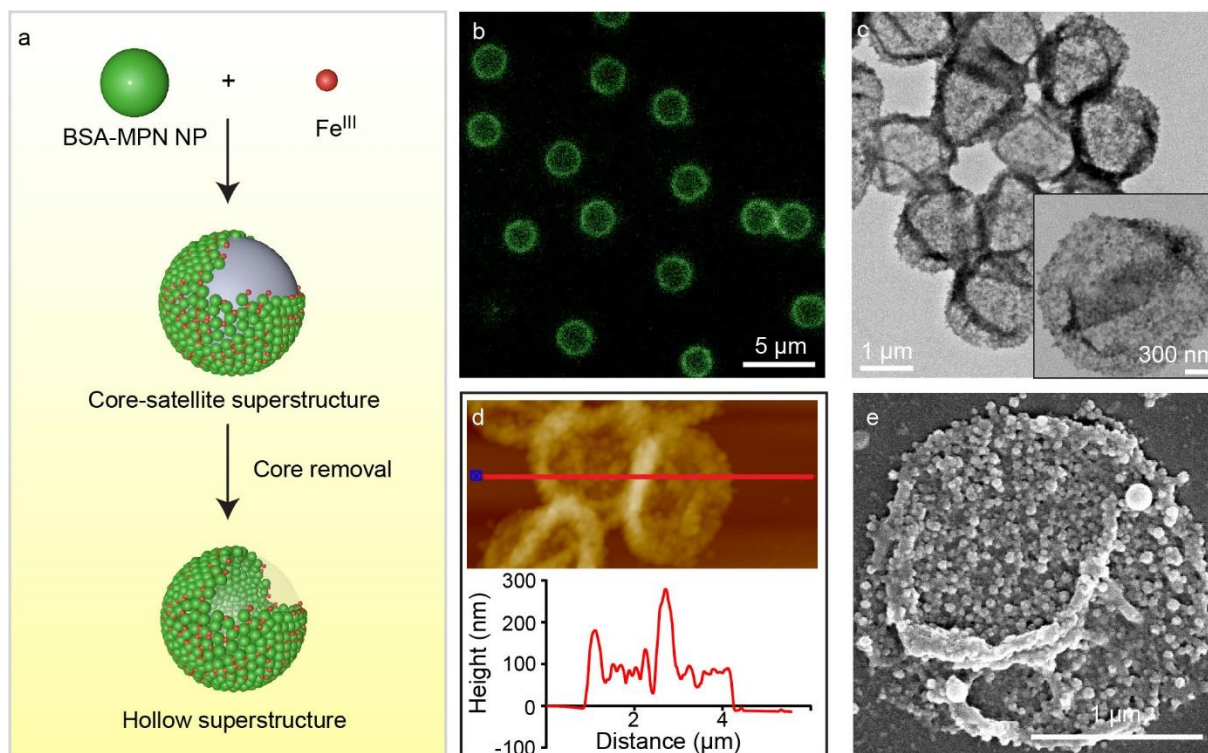 a
+
BSA-MPN NP
Fe^III
Core-satellite superstructure
Core removal
Hollow superstructure
b
5 μm
c
1 μm
300 nm
d
Height (nm)
300
200
100
0
-100
2
4
Distance (μm)
e
1 μm